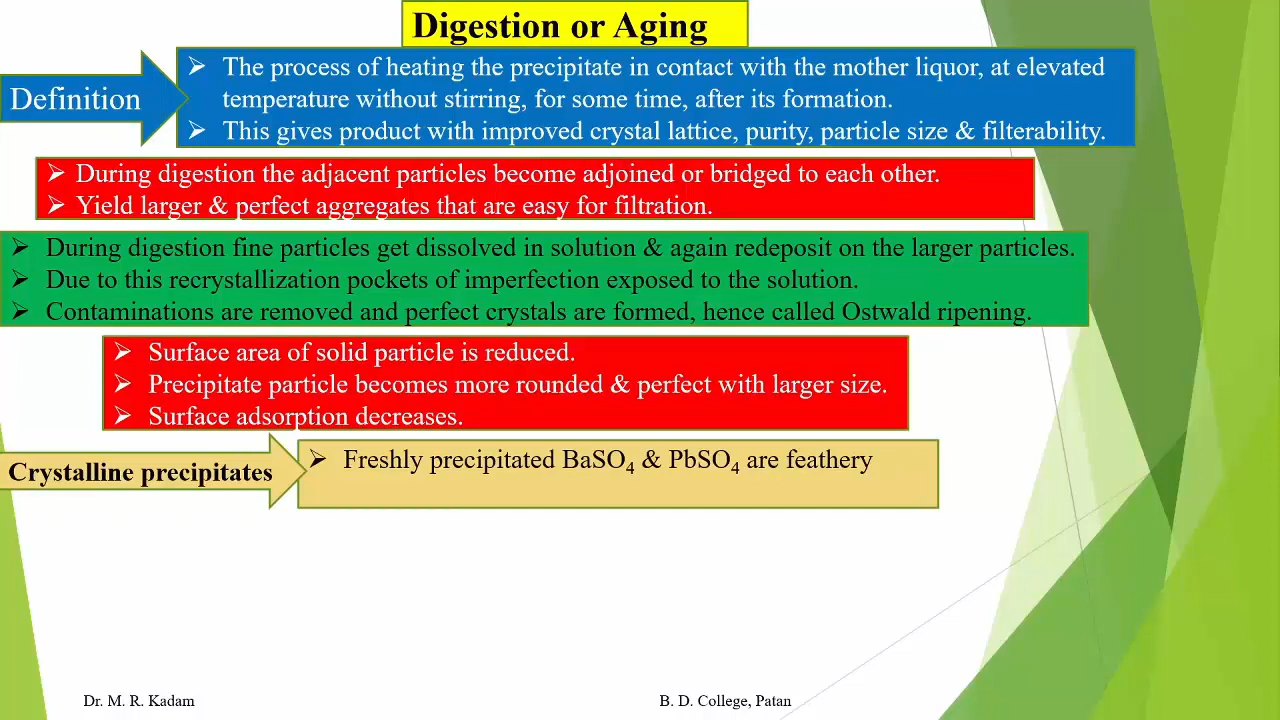 Digestion or Aging
Definition
➢ The process of heating the precipitate in contact with the mother liquor, at elevated
temperature without stirring, for some time, after its formation.
➢ This gives product with improved crystal lattice, purity, particle size & filterability.
➢ During digestion the adjacent particles become adjoined or bridged to each other.
➢ Yield larger & perfect aggregates that are easy for filtration.
➢ During digestion fine particles get dissolved in solution & again redeposit on the larger particles.
➢ Due to this recrystallization pockets of imperfection exposed to the solution.
➢ Contaminations are removed and perfect crystals are formed, hence called Ostwald ripening.
➢ Surface area of solid particle is reduced.
➢ Precipitate particle becomes more rounded & perfect with larger size.
➢ Surface adsorption decreases.
Crystalline precipitates
➢ Freshly precipitated BaSO₄ & PbSO₄ are feathery
Dr. M. R. Kadam
B. D. College, Patan